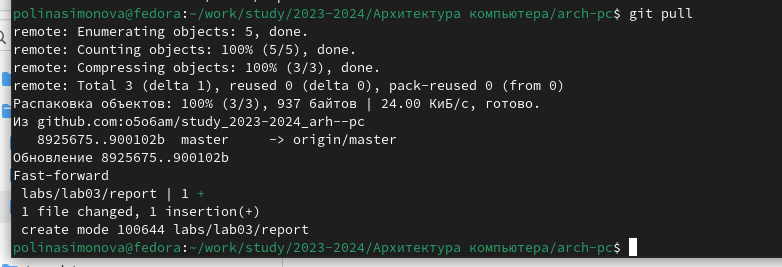 polinasimonova@fedora:~/work/study/2023-2024/Архитектура компьютера/arch-pc$ git pull
remote: Enumerating objects: 5, done.
remote: Counting objects: 100% (5/5), done.
remote: Compressing objects: 100% (3/3), done.
remote: Total 3 (delta 1), reused 0 (delta 0), pack-reused 0 (from 0)
Распаковка объектов: 100% (3/3), 937 байтов | 24.00 КиБ/с, готово.
Из github.com:o5o6am/study_2023-2024_arh--pc
   8925675..900102b  master     -> origin/master
Обновление 8925675..900102b
Fast-forward
 labs/lab03/report | 1 +
 1 file changed, 1 insertion(+)
 create mode 100644 labs/lab03/report
polinasimonova@fedora:~/work/study/2023-2024/Архитектура компьютера/arch-pc$